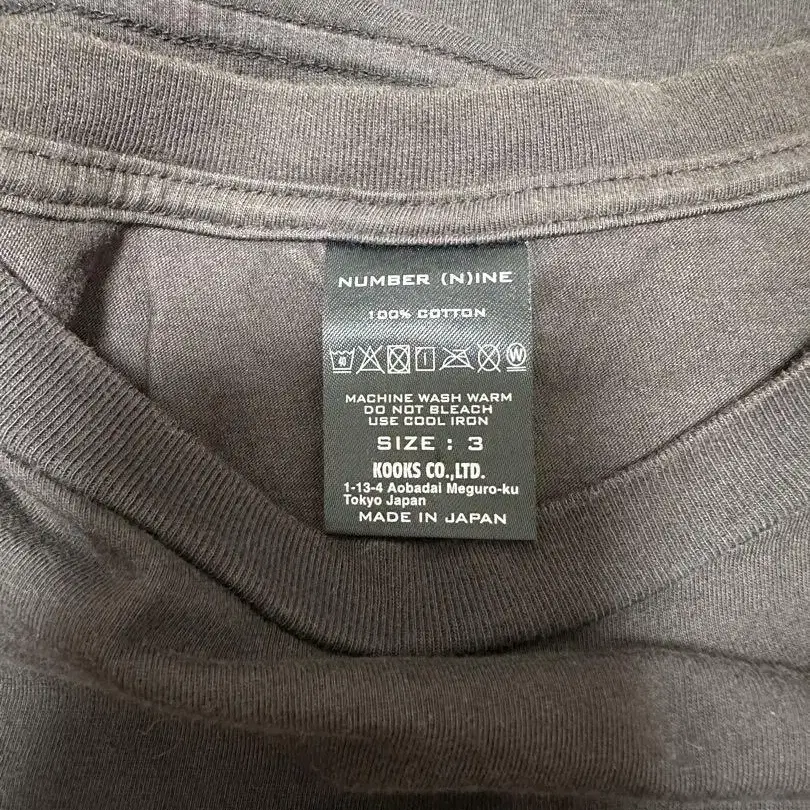 NUMBER (N)INE
100% COTTON
40 W
MACHINE WASH WARM
DO NOT BLEACH
USE COOL IRON
SIZE : 3
KOOKS CO.,LTD.
1-13-4 Aobadai Meguro-ku
Tokyo Japan
MADE IN JAPAN